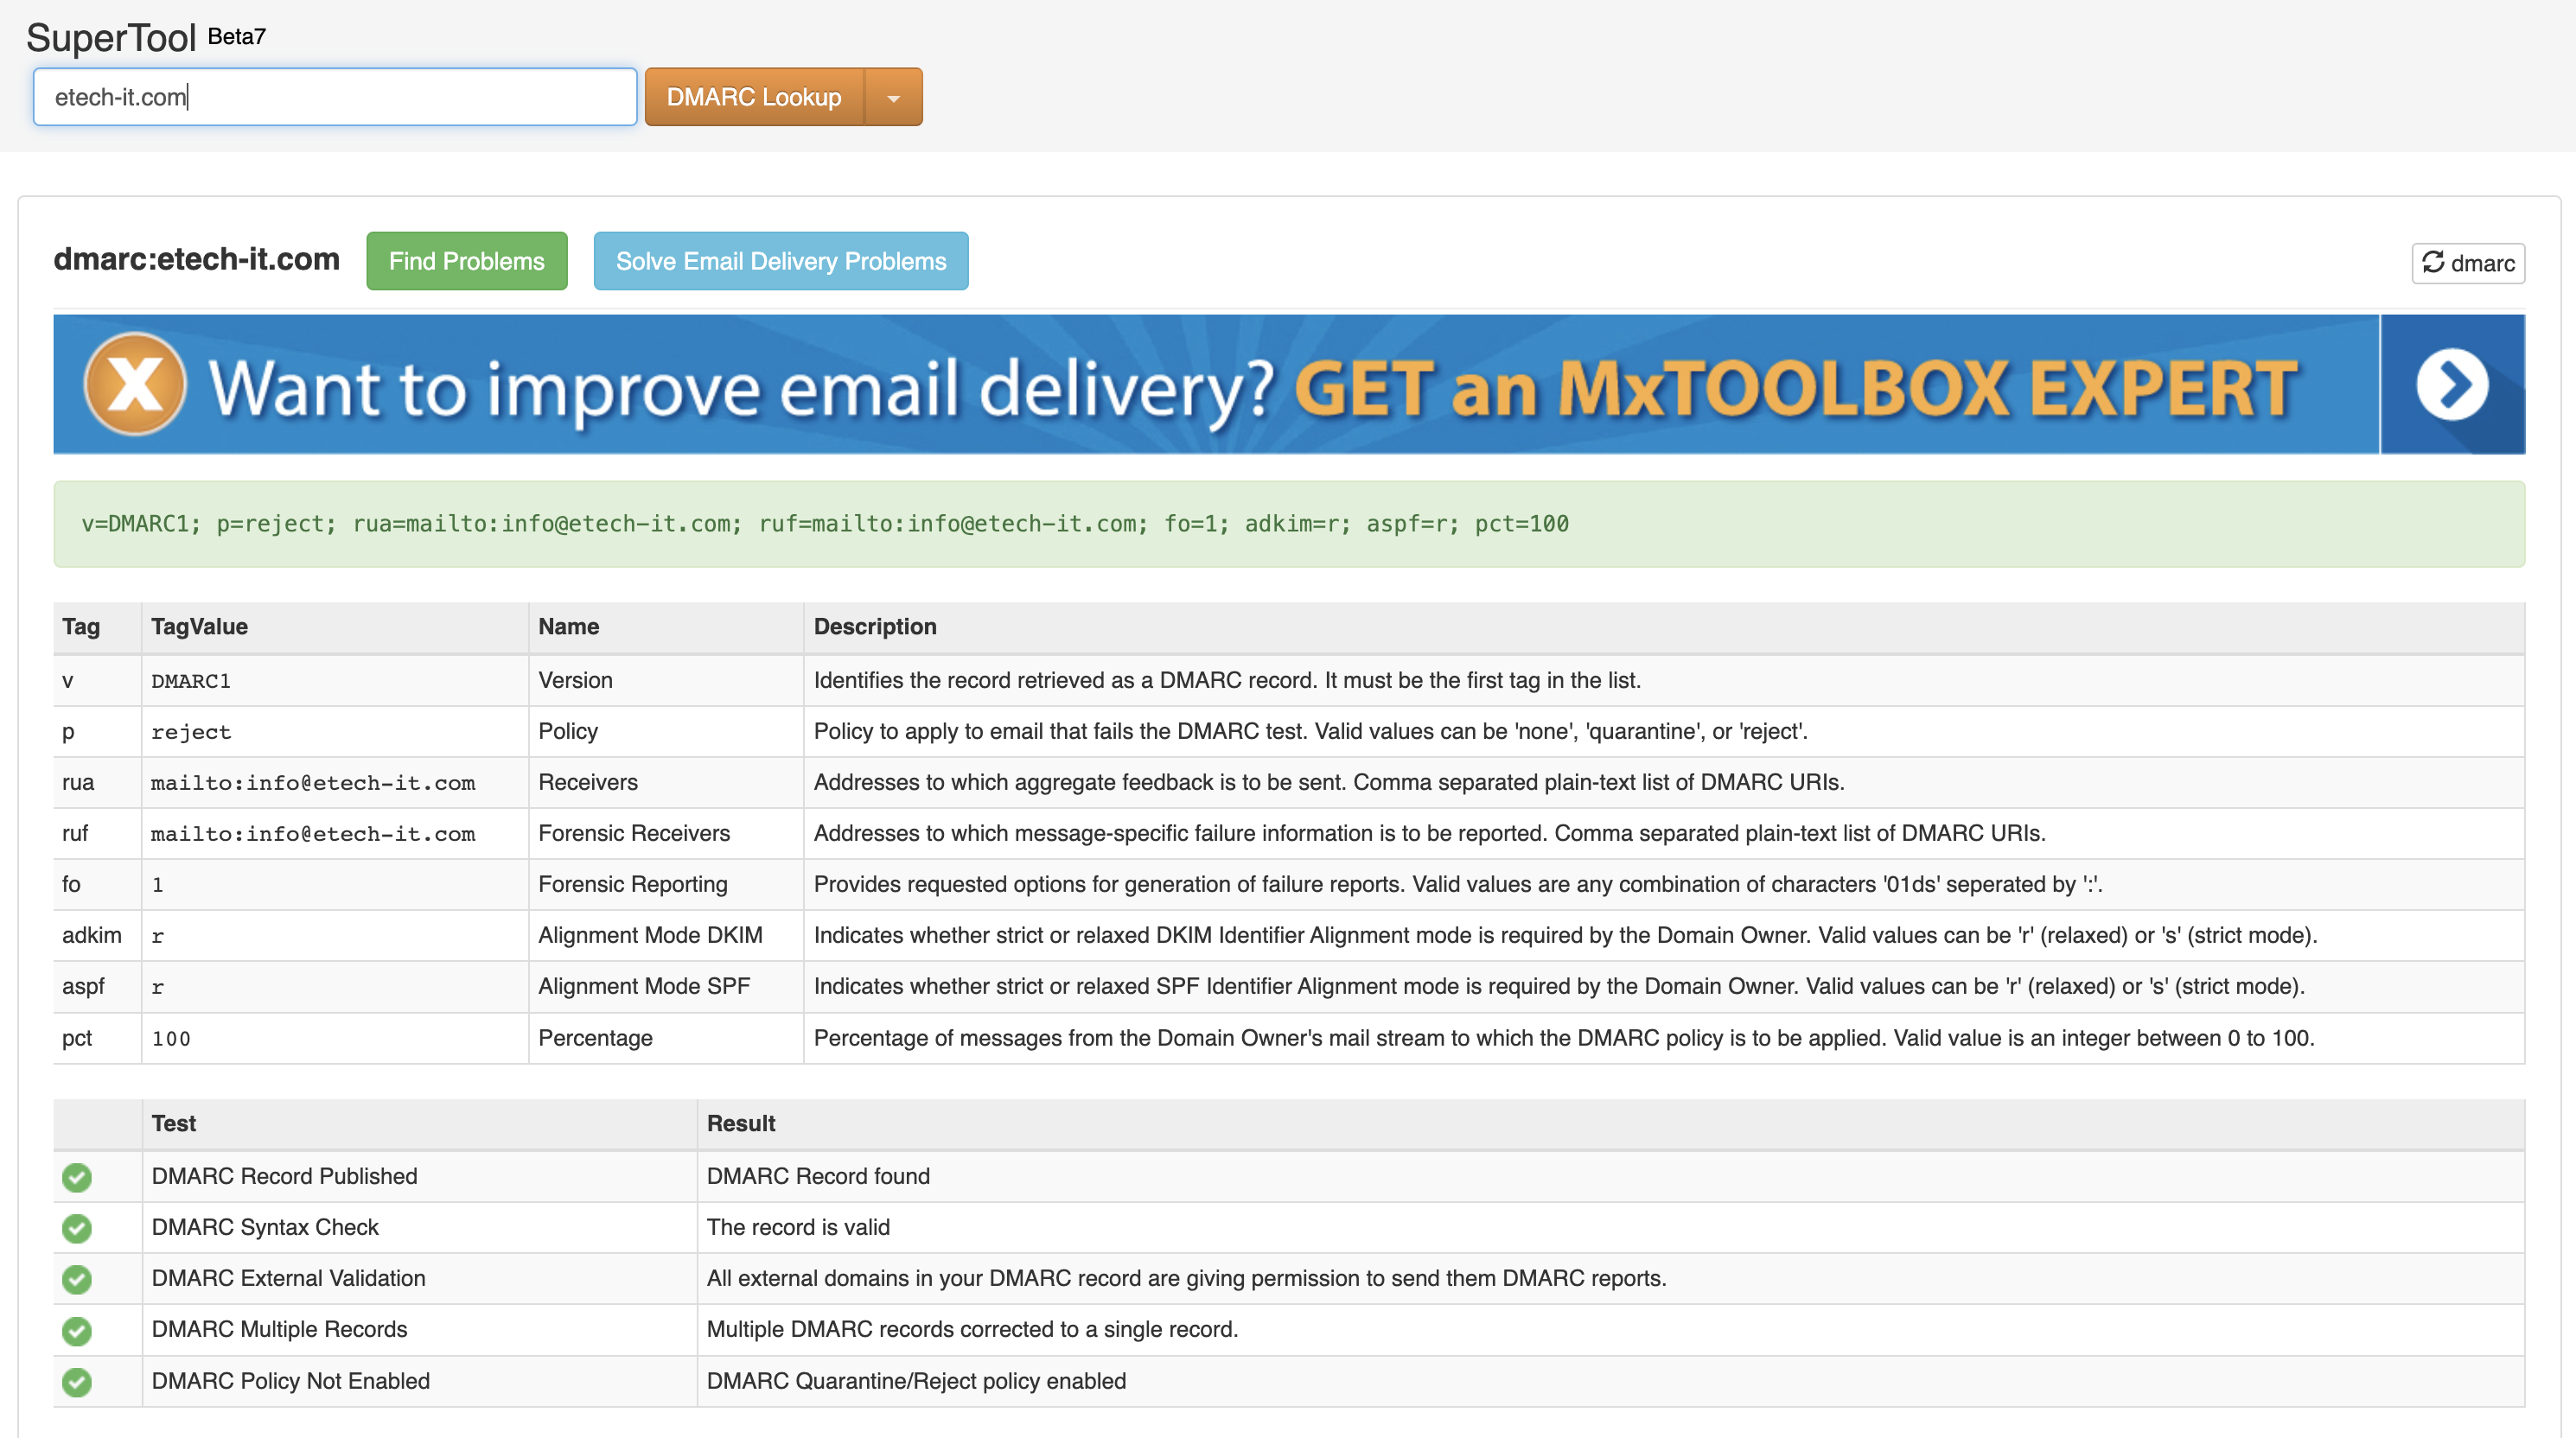 SuperTool Beta7
etech-it.com
DMARC Lookup
dmarc:etech-it.com Find Problems Solve Email Delivery Problems dmarc
X Want to improve email delivery? GET an MxTOOLBOX EXPERT
v=DMARC1; p=reject; rua=mailto:info@etech-it.com; ruf=mailto:info@etech-it.com; fo=1; adkim=r; aspf=r; pct=100
Tag TagValue Name Description
v DMARC1 Version Identifies the record retrieved as a DMARC record. It must be the first tag in the list.
p reject Policy Policy to apply to email that fails the DMARC test. Valid values can be 'none', 'quarantine', or 'reject'.
rua mailto:info@etech-it.com Receivers Addresses to which aggregate feedback is to be sent. Comma separated plain-text list of DMARC URIs.
ruf mailto:info@etech-it.com Forensic Receivers Addresses to which message-specific failure information is to be reported. Comma separated plain-text list of DMARC URIs.
fo 1 Forensic Reporting Provides requested options for generation of failure reports. Valid values are any combination of characters '01ds' seperated by ':'.
adkim r Alignment Mode DKIM Indicates whether strict or relaxed DKIM Identifier Alignment mode is required by the Domain Owner. Valid values can be 'r' (relaxed) or 's' (strict mode).
aspf r Alignment Mode SPF Indicates whether strict or relaxed SPF Identifier Alignment mode is required by the Domain Owner. Valid values can be 'r' (relaxed) or 's' (strict mode).
pct 100 Percentage Percentage of messages from the Domain Owner's mail stream to which the DMARC policy is to be applied. Valid value is an integer between 0 to 100.
Test Result
DMARC Record Published DMARC Record found
DMARC Syntax Check The record is valid
DMARC External Validation All external domains in your DMARC record are giving permission to send them DMARC reports.
DMARC Multiple Records Multiple DMARC records corrected to a single record.
DMARC Policy Not Enabled DMARC Quarantine/Reject policy enabled